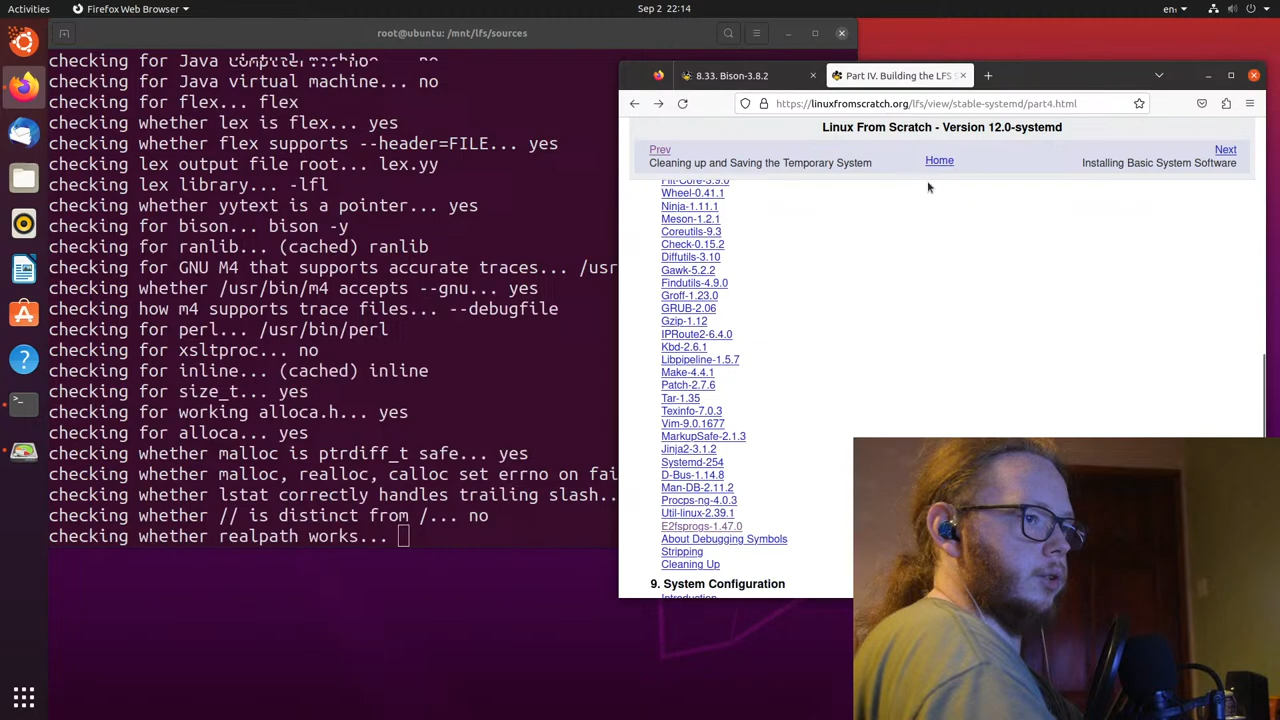 Activities
Firefox Web Browser
Sep 2 22:14
en
root@ubuntu: /mnt/lfs/sources
checking for Java virtual machine... no
checking for Java virtual machine... no
checking for flex... flex
checking whether lex is flex... yes
checking whether flex supports --header=FILE... yes
checking lex output file root... lex.yy
checking lex library... -lfl
checking whether yytext is a pointer... yes
checking for bison... bison -y
checking for ranlib... (cached) ranlib
checking for GNU M4 that supports accurate traces... /usr
checking whether /usr/bin/m4 accepts --gnu... yes
checking how m4 supports trace files... --debugfile
checking for perl... /usr/bin/perl
checking for xsltproc... no
checking for inline... (cached) inline
checking for size_t... yes
checking for working alloca.h... yes
checking for alloca... yes
checking whether malloc is ptrdiff_t safe... yes
checking whether malloc, realloc, calloc set errno on fai
checking whether lstat correctly handles trailing slash..
checking whether // is distinct from /... no
checking whether realpath works...
8.33. Bison-3.8.2
Part IV. Building the LFS S
https://linuxfromscratch.org/lfs/view/stable-systemd/part4.html
Linux From Scratch - Version 12.0-systemd
Prev
Cleaning up and Saving the Temporary System
Home
Next
Installing Basic System Software
Flit-Core-3.9.0
Wheel-0.41.1
Ninja-1.11.1
Meson-1.2.1
Coreutils-9.3
Check-0.15.2
Diffutils-3.10
Gawk-5.2.2
Findutils-4.9.0
Groff-1.23.0
GRUB-2.06
Gzip-1.12
IPRoute2-6.4.0
Kbd-2.6.1
Libpipeline-1.5.7
Make-4.4.1
Patch-2.7.6
Tar-1.35
Texinfo-7.0.3
Vim-9.0.1677
MarkupSafe-2.1.3
Jinja2-3.1.2
Systemd-254
D-Bus-1.14.8
Man-DB-2.11.2
Procps-ng-4.0.3
Util-linux-2.39.1
E2fsprogs-1.47.0
About Debugging Symbols
Stripping
Cleaning Up
9. System Configuration
Introduction